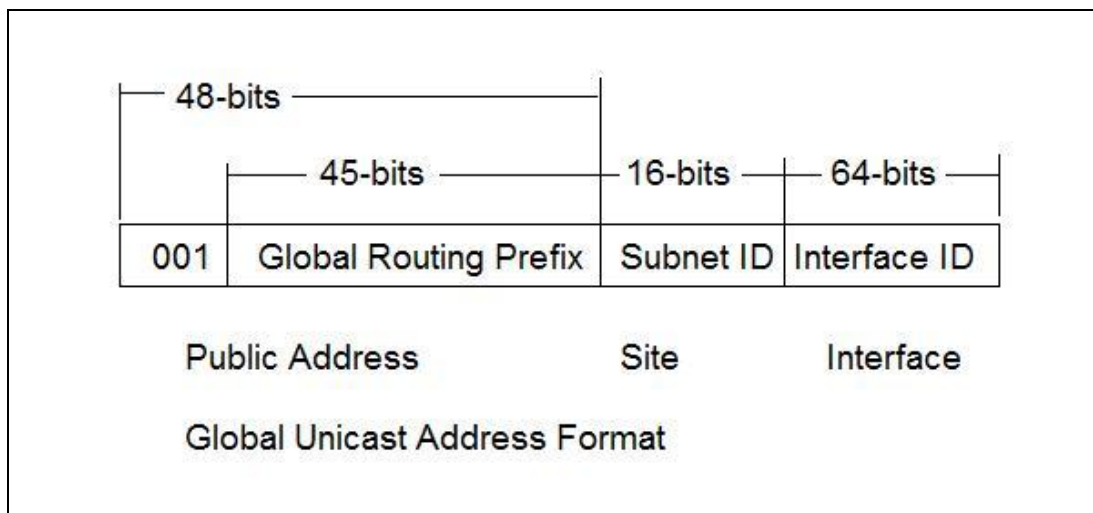 48-bits
45-bits 16-bits 64-bits
001 Global Routing Prefix Subnet ID Interface ID
Public Address Site Interface
Global Unicast Address Format